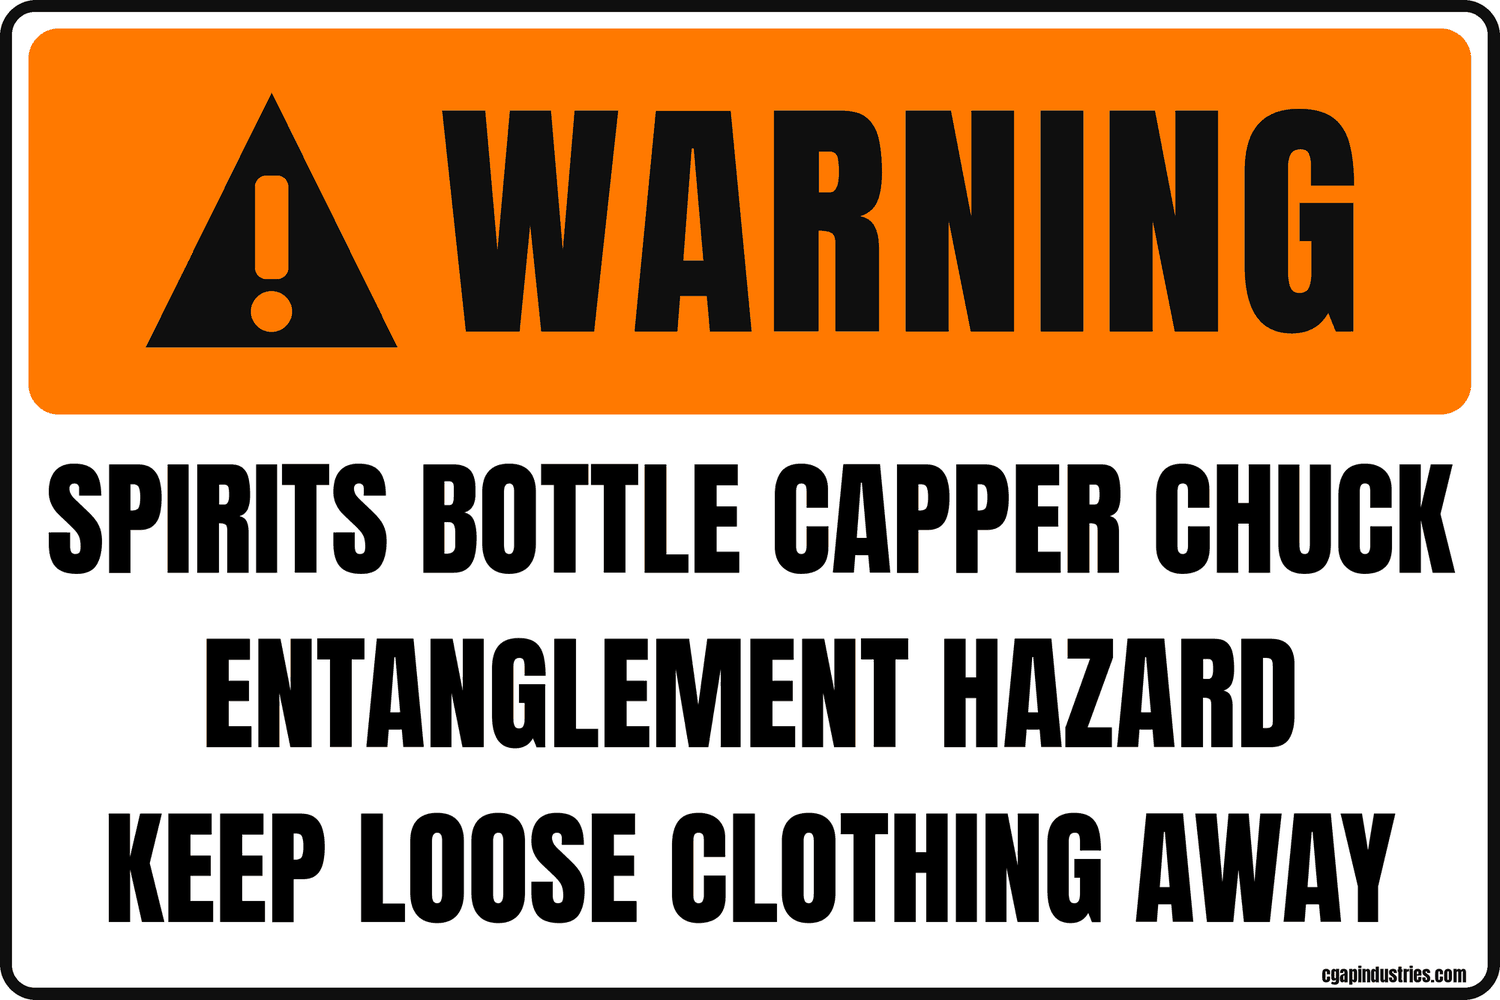 WARNING
SPIRITS BOTTLE CAPPER CHUCK
ENTANGLEMENT HAZARD
KEEP LOOSE CLOTHING AWAY
cgapindustries.com